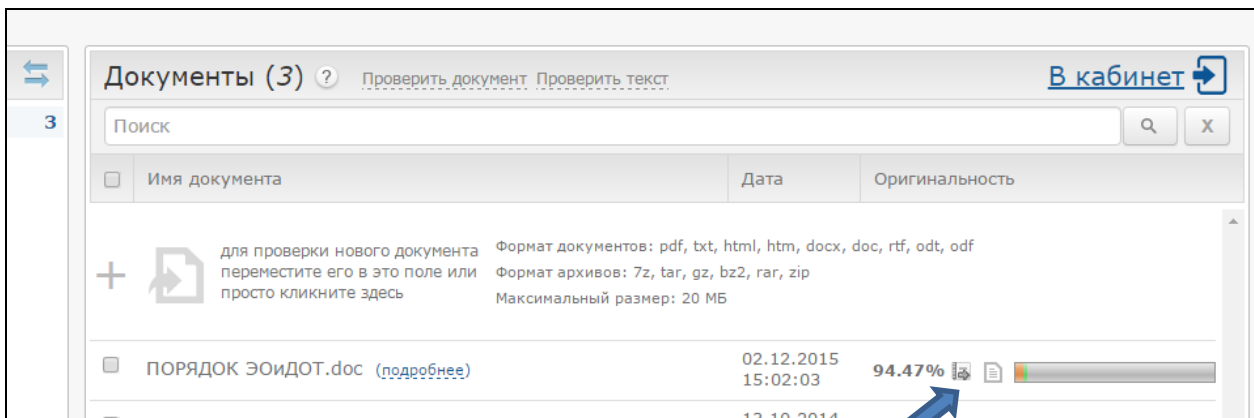 Документы (3) ? Проверить документ Проверить текст В кабинет
3
Поиск X
Имя документа Дата Оригинальность
для проверки нового документа
переместите его в это поле или
просто кликните здесь
Формат документов: pdf, txt, html, htm, docx, doc, rtf, odt, odf
Формат архивов: 7z, tar, gz, bz2, rar, zip
Максимальный размер: 20 МБ
ПОРЯДОК ЭОиДОТ.doc (подробнее) 02.12.2015
15:02:03 94.47%